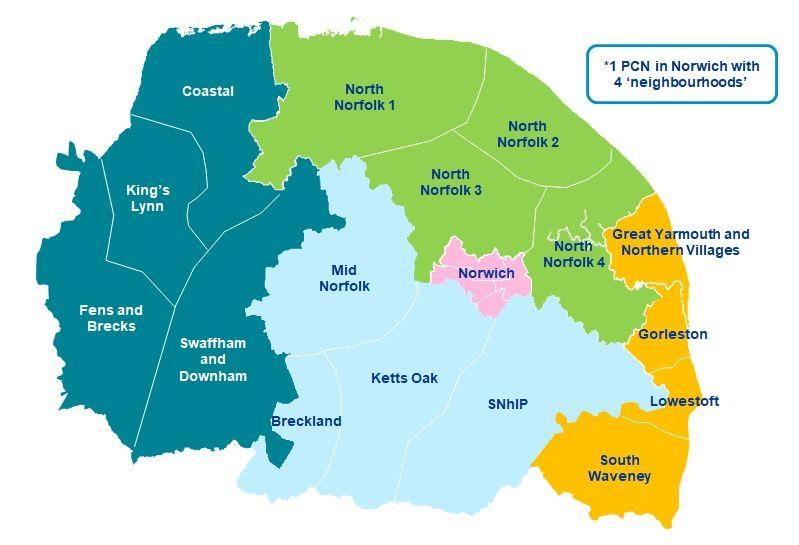 *1 PCN in Norwich with
4 ‘neighbourhoods’
Coastal
North
Norfolk 1
North
Norfolk 2
King’s
Lynn
North
Norfolk 3
Great Yarmouth and
Northern Villages
North
Norfolk 4
Norwich
Mid
Norfolk
Fens and
Brecks
Gorleston
Swaffham
and
Downham
Ketts Oak
Lowestoft
SNhIP
Breckland
South
Waveney